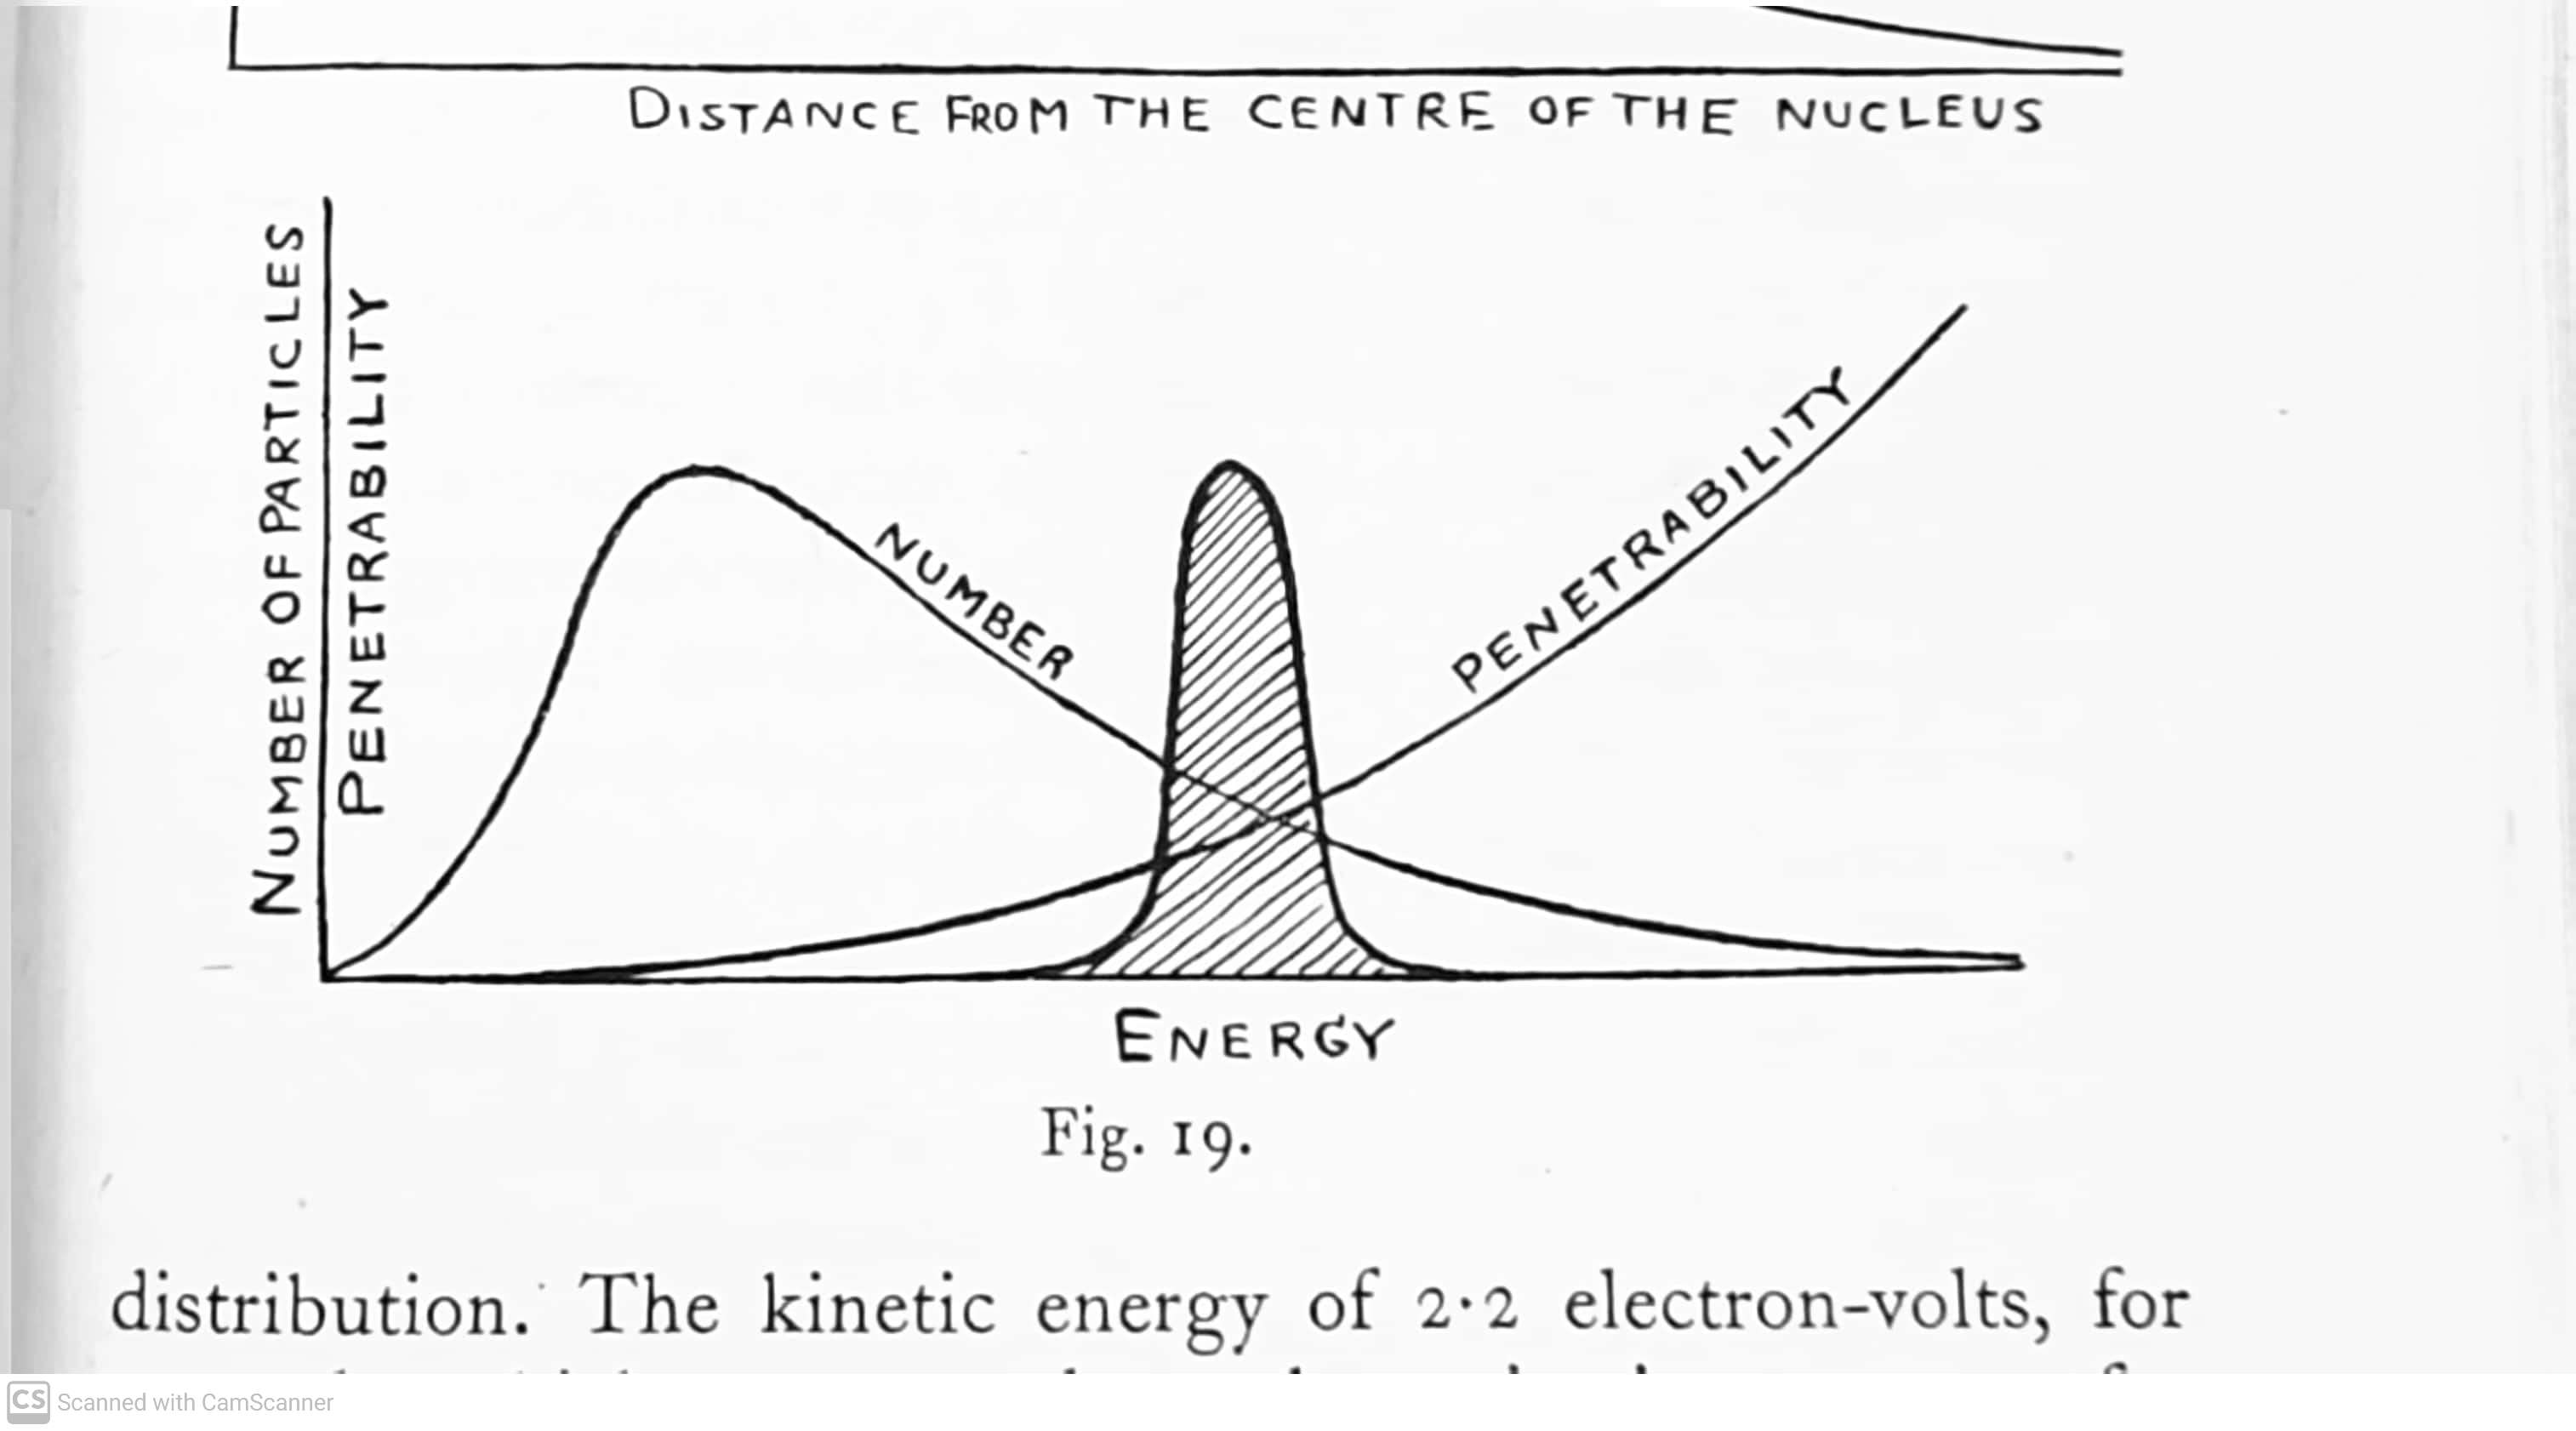 DISTANCE FROM THE CENTRE OF THE NUCLEUS
NUMBER OF PARTICLES
PENETRABILITY
NUMBER
PENETRABILITY
ENERGY
Fig. 19.
distribution. The kinetic energy of 2·2 electron-volts, for
CS Scanned with CamScanner